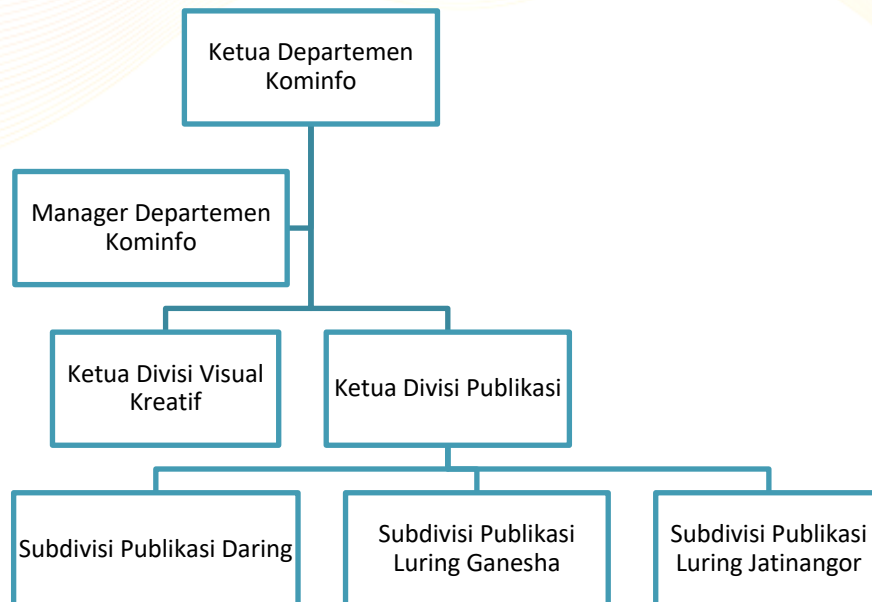 Ketua Departemen
Kominfo
Manager Departemen
Kominfo
Ketua Divisi Visual
Kreatif
Ketua Divisi Publikasi
Subdivisi Publikasi Daring
Subdivisi Publikasi
Luring Ganesha
Subdivisi Publikasi
Luring Jatinangor